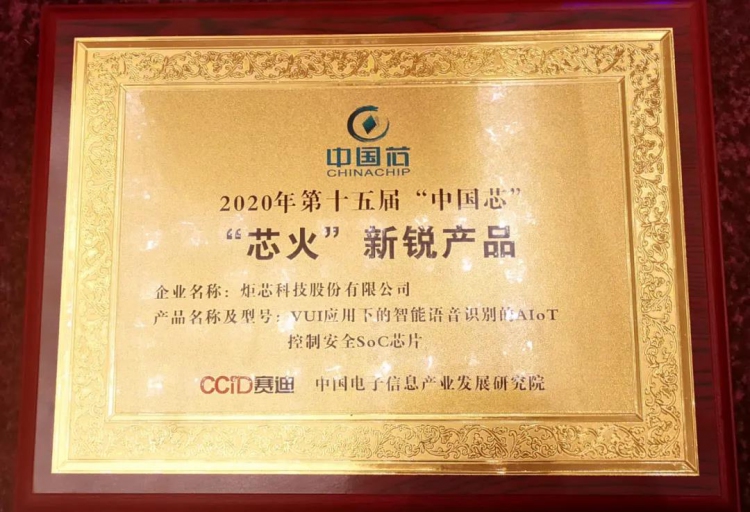 中国芯
CHINACHIP
2020年第十五届“中国芯”
“芯火”新锐产品
企业名称：炬芯科技股份有限公司
产品名称及型号：VUI应用下的智能语音识别的AIoT
控制安全SoC芯片
CCID赛迪 中国电子信息产业发展研究院